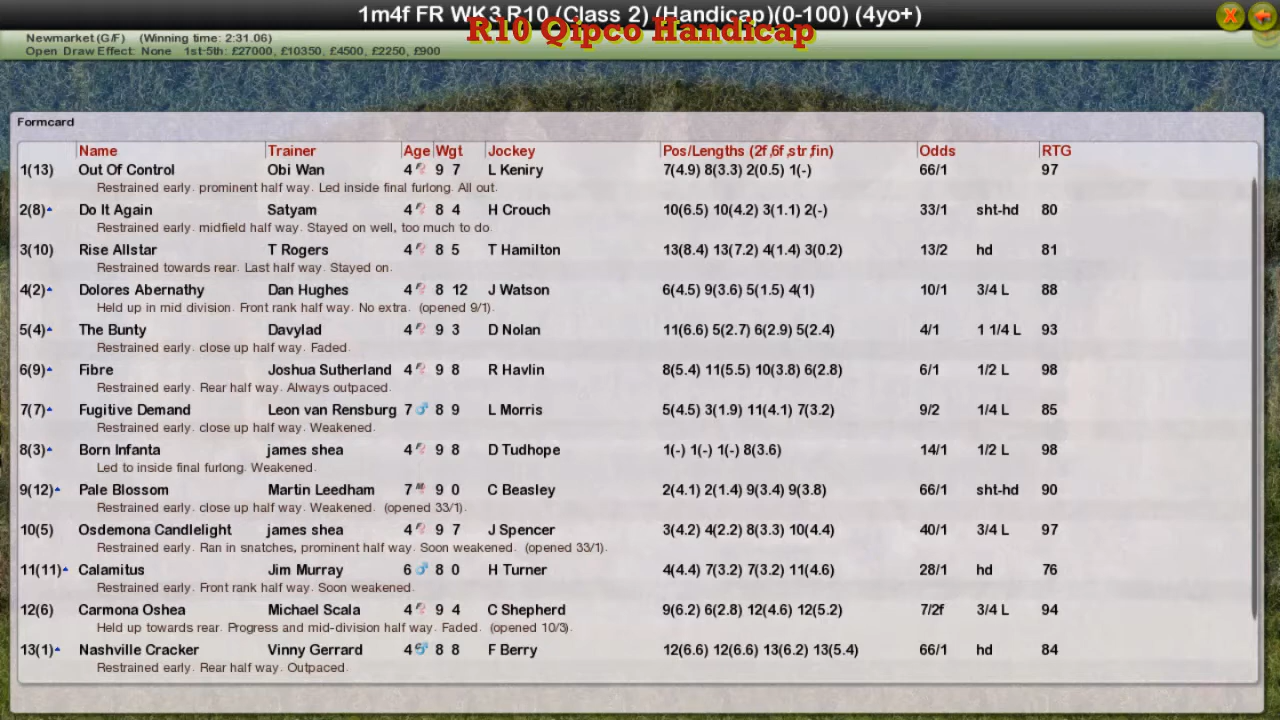 1m4f FR WK3 R10 (Class 2) (Handicap)(0-100) (4yo+)
R10 Qipco Handicap
Newmarket (G/F) (Winning time: 2:31.06)
Open Draw Effect: None 1st-5th: £27000, £10350, £4500, £2250, £900
Formcard
Name Trainer Age Wgt Jockey Pos/Lengths (2f,6f,str,fin) Odds RTG
1(13) Out Of Control Obi Wan 4 9 7 L Keniry 7(4.9) 8(3.3) 2(0.5) 1(-) 66/1 97
Restrained early. prominent half way. Led inside final furlong. All out.
2(8) Do It Again Satyam 4 8 4 H Crouch 10(6.5) 10(4.2) 3(1.1) 2(-) 33/1 sht-hd 80
Restrained early. midfield half way. Stayed on well, too much to do.
3(10) Rise Allstar T Rogers 4 8 5 T Hamilton 13(8.4) 13(7.2) 4(1.4) 3(0.2) 13/2 hd 81
Restrained towards rear. Last half way. Stayed on.
4(2) Dolores Abernathy Dan Hughes 4 8 12 J Watson 6(4.5) 9(3.6) 5(1.5) 4(1) 10/1 3/4 L 88
Held up in mid division. Front rank half way. No extra. (opened 9/1)
5(4) The Bunty Davylad 4 9 3 D Nolan 11(6.6) 5(2.7) 6(2.9) 5(2.4) 4/1 1 1/4 L 93
Restrained early. close up half way. Faded.
6(9) Fibre Joshua Sutherland 4 9 8 R Havlin 8(5.4) 11(5.5) 10(3.8) 6(2.8) 6/1 1/2 L 98
Restrained early. Rear half way. Always outpaced.
7(7) Fugitive Demand Leon van Rensburg 7 8 9 L Morris 5(4.5) 3(1.9) 11(4.1) 7(3.2) 9/2 1/4 L 85
Restrained early. close up half way. Weakened.
8(3) Born Infanta james shea 4 9 8 D Tudhope 1(-) 1(-) 1(-) 8(3.6) 14/1 1/2 L 98
Led to inside final furlong. Weakened.
9(12) Pale Blossom Martin Leedham 7 9 0 C Beasley 2(4.1) 2(1.4) 9(3.4) 9(3.8) 66/1 sht-hd 90
Restrained early. close up half way. Weakened. (opened 33/1).
10(5) Osdemona Candlelight james shea 4 9 7 J Spencer 3(4.2) 4(2.2) 8(3.3) 10(4.4) 40/1 3/4 L 97
Restrained early. Ran in snatches, prominent half way. Soon weakened. (opened 33/1).
11(11) Calamitus Jim Murray 6 8 0 H Turner 4(4.4) 7(3.2) 7(3.2) 11(4.6) 28/1 hd 76
Restrained early. Front rank half way. Soon weakened.
12(6) Carmona Oshea Michael Scala 4 9 4 C Shepherd 9(6.2) 6(2.8) 12(4.6) 12(5.2) 7/2f 3/4 L 94
Held up towards rear. Progress and mid-division half way. Faded. (opened 10/3).
13(1) Nashville Cracker Vinny Gerrard 4 8 8 F Berry 12(6.6) 12(6.6) 13(6.2) 13(5.4) 66/1 hd 84
Restrained early. Rear half way. Outpaced.